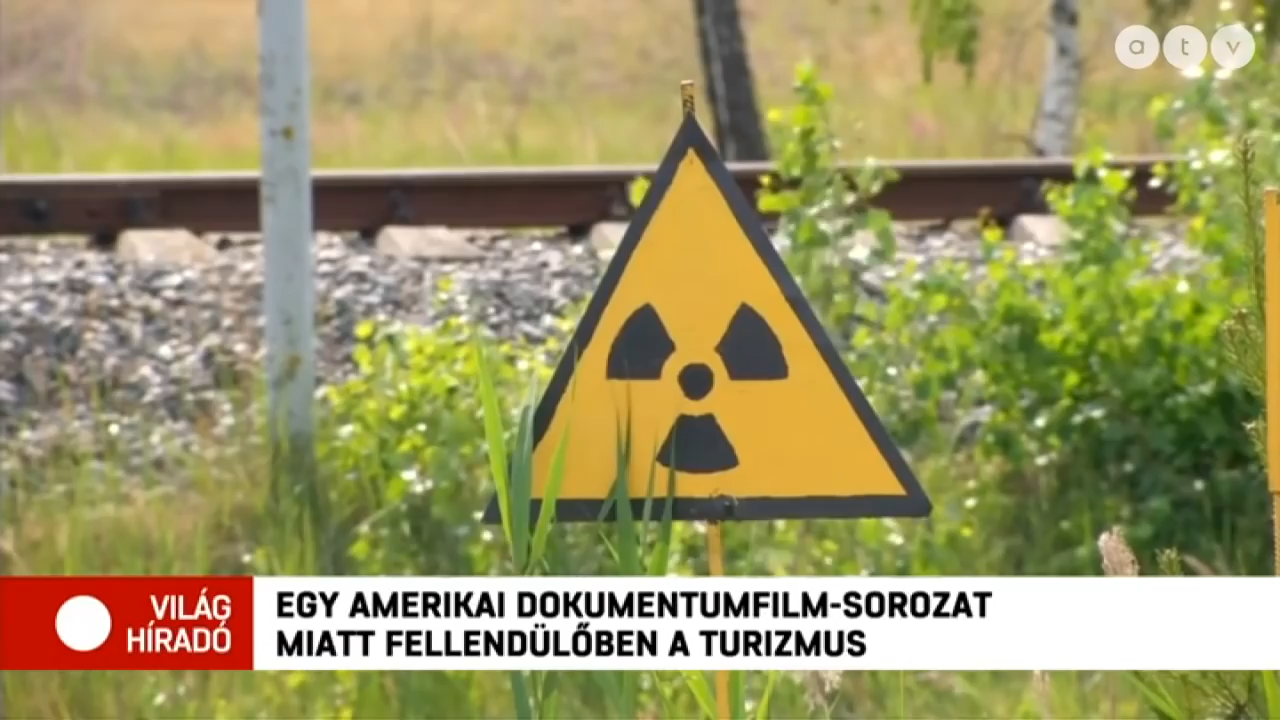 atv
VILÁG
HÍRADÓ
EGY AMERIKAI DOKUMENTUMFILM-SOROZAT
MIATT FELLENDÜLŐBEN A TURIZMUS